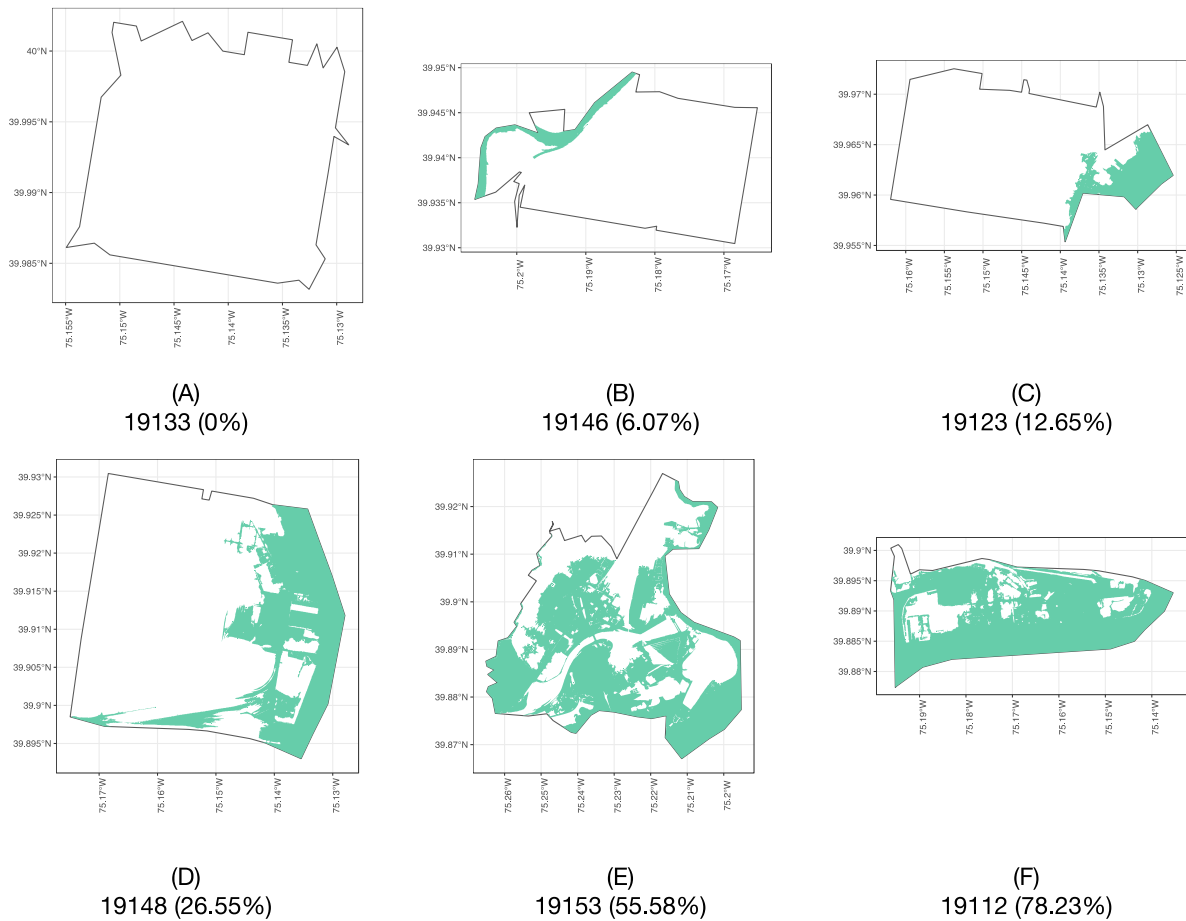 40°N
39.995°N
39.99°N
39.985°N
75.155°W
75.15°W
75.145°W
75.14°W
75.135°W
75.13°W
(A)
19133 (0%)
39.95°N
39.945°N
39.94°N
39.935°N
39.93°N
75.2°W
75.19°W
75.18°W
75.17°W
(B)
19146 (6.07%)
39.97°N
39.965°N
39.96°N
39.955°N
75.16°W
75.155°W
75.15°W
75.145°W
75.14°W
75.135°W
75.13°W
75.125°W
(C)
19123 (12.65%)
39.93°N
39.925°N
39.92°N
39.915°N
39.91°N
39.905°N
39.9°N
39.895°N
75.17°W
75.16°W
75.15°W
75.14°W
75.13°W
(D)
19148 (26.55%)
39.92°N
39.91°N
39.9°N
39.89°N
39.88°N
39.87°N
75.26°W
75.25°W
75.24°W
75.23°W
75.22°W
75.21°W
75.2°W
(E)
19153 (55.58%)
39.9°N
39.895°N
39.89°N
39.885°N
39.88°N
75.19°W
75.18°W
75.17°W
75.16°W
75.15°W
75.14°W
(F)
19112 (78.23%)